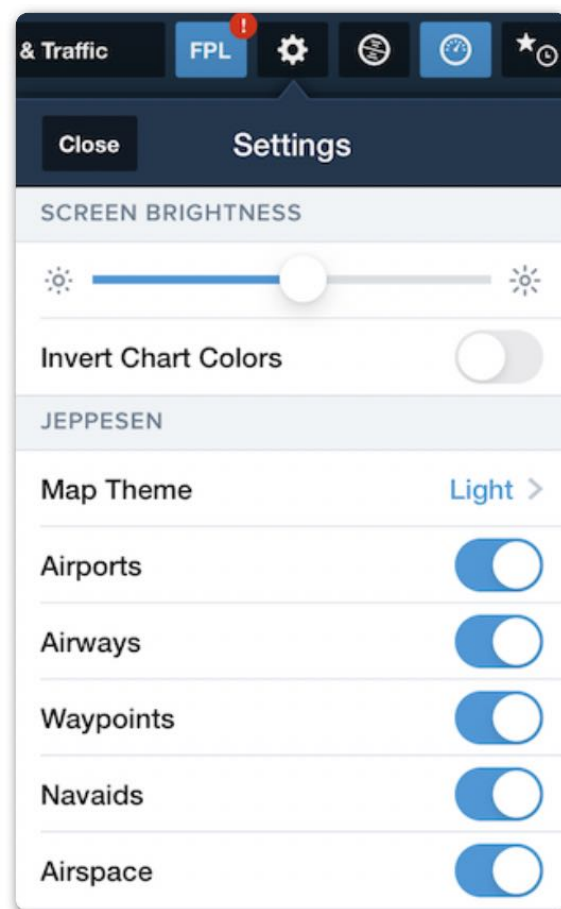 & Traffic
FPL
!
Close
Settings
SCREEN BRIGHTNESS
Invert Chart Colors
JEPPESEN
Map Theme
Light >
Airports
Airways
Waypoints
Navaids
Airspace